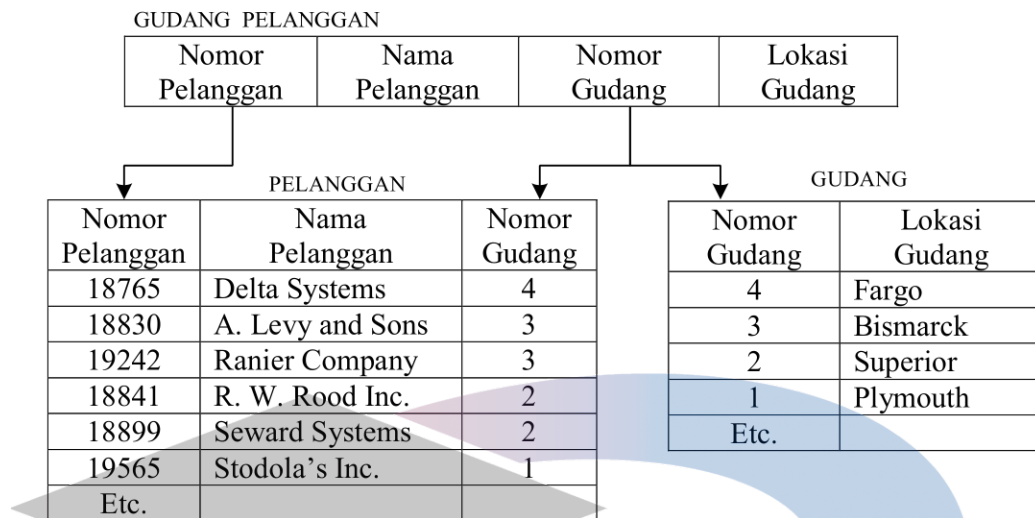 GUDANG PELANGGAN
Nomor Pelanggan Nama Pelanggan Nomor Gudang Lokasi Gudang
PELANGGAN
Nomor Pelanggan Nama Pelanggan Nomor Gudang
18765 Delta Systems 4
18830 A. Levy and Sons 3
19242 Ranier Company 3
18841 R. W. Rood Inc. 2
18899 Seward Systems 2
19565 Stodola’s Inc. 1
Etc.
GUDANG
Nomor Gudang Lokasi Gudang
4 Fargo
3 Bismarck
2 Superior
1 Plymouth
Etc.